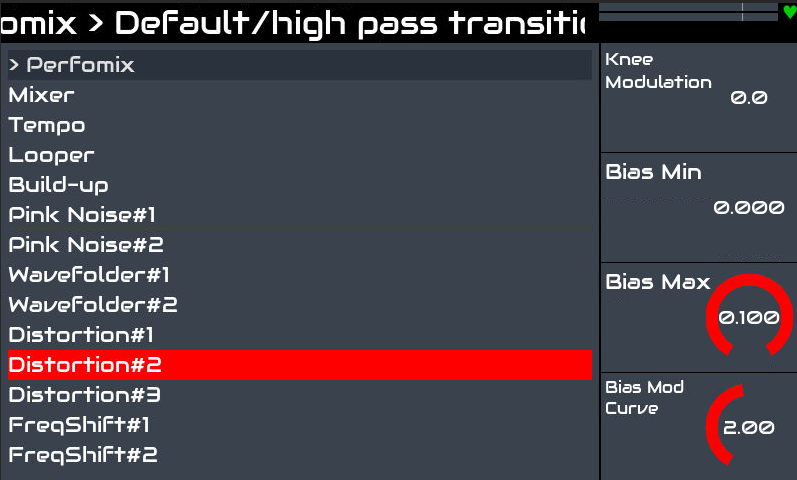 omix > Default/high pass transitio
> Perfomix
Mixer
Tempo
Looper
Build-up
Pink Noise#1
Pink Noise#2
Wavefolder#1
Wavefolder#2
Distortion#1
Distortion#2
Distortion#3
FreqShift#1
FreqShift#2
Knee
Modulation
0.0
Bias Min
0.000
Bias Max
0.100
Bias Mod
Curve
2.00